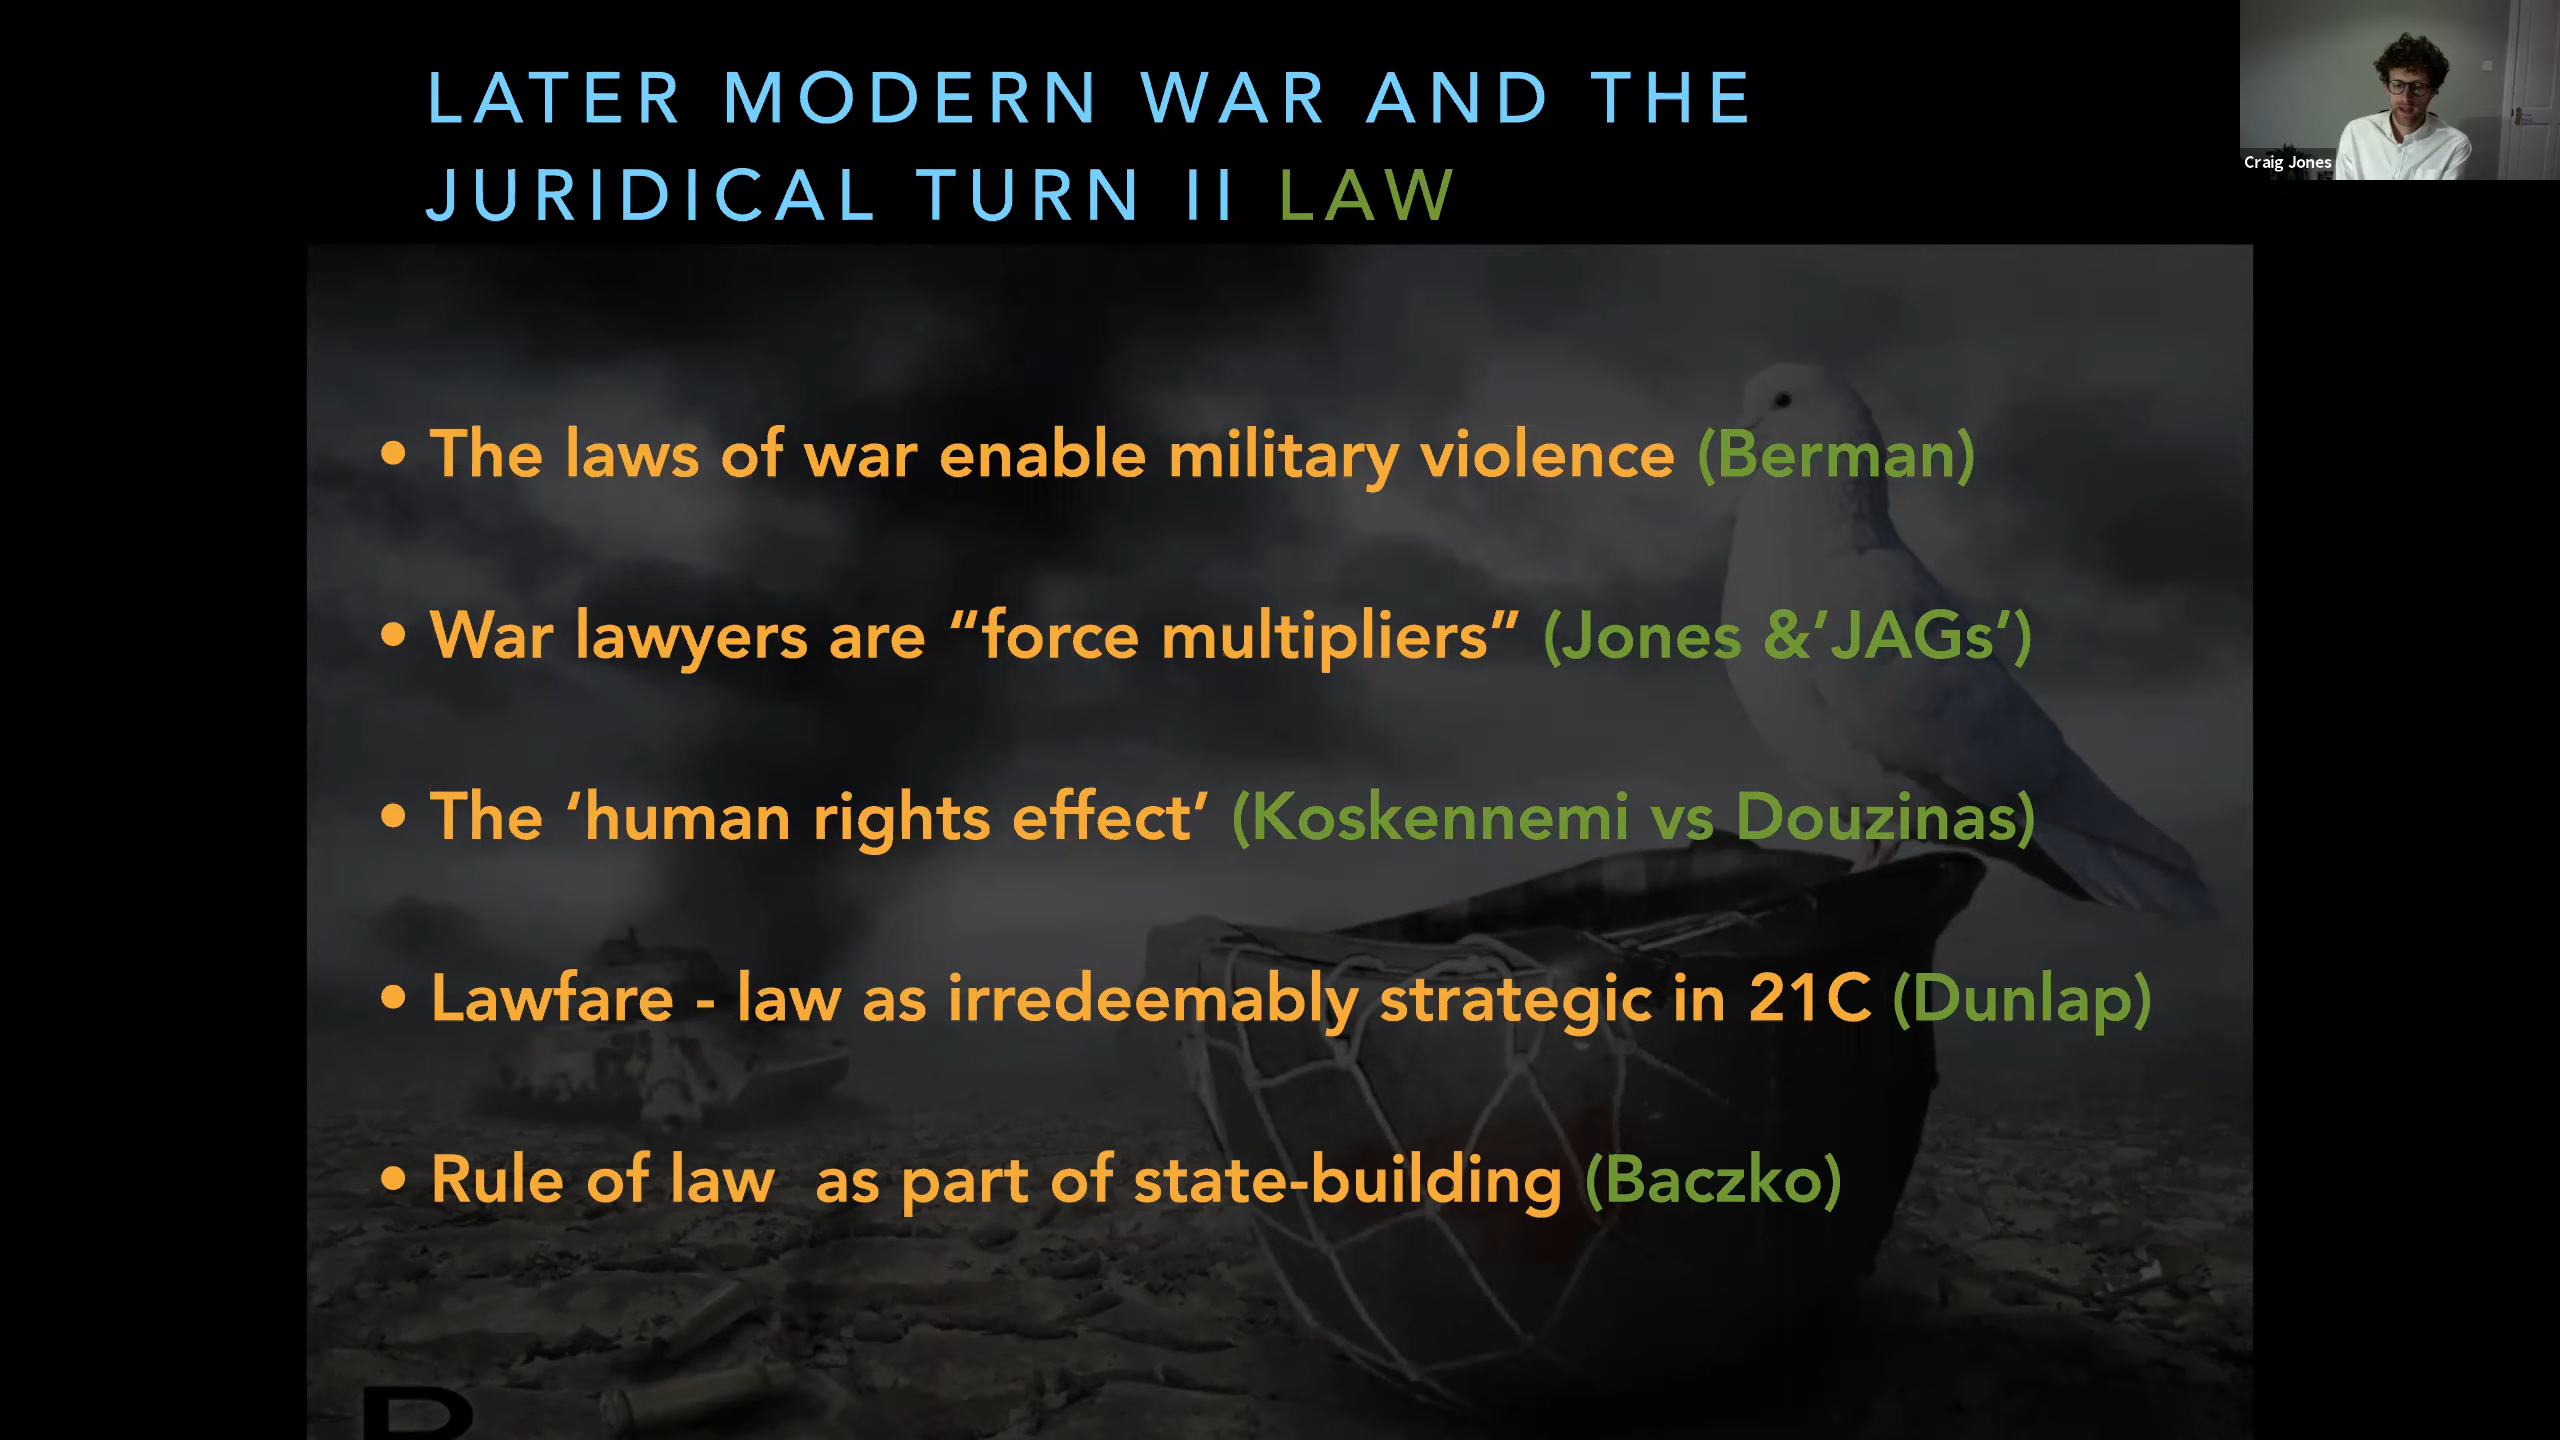 LATER MODERN WAR AND THE
JURIDICAL TURN II LAW
Craig Jones
• The laws of war enable military violence (Berman)
• War lawyers are “force multipliers” (Jones &’JAGs’)
• The ‘human rights effect’ (Koskennemi vs Douzinas)
• Lawfare - law as irredeemably strategic in 21C (Dunlap)
• Rule of law  as part of state-building (Baczko)